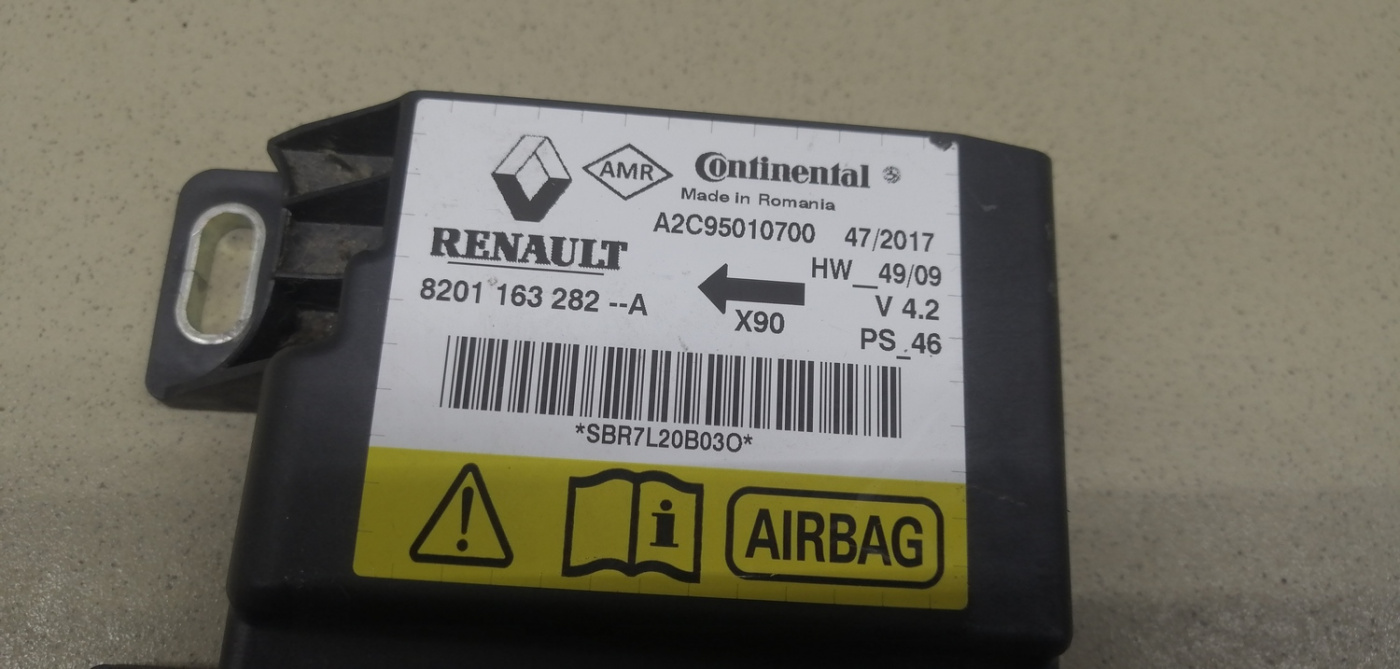 AMR
Continental
Made in Romania
RENAULT
A2C95010700 47/2017
8201 163 282 --A
HW__49/09
X90
V 4.2
PS_46
*SBR7L20B03O*
i
AIRBAG